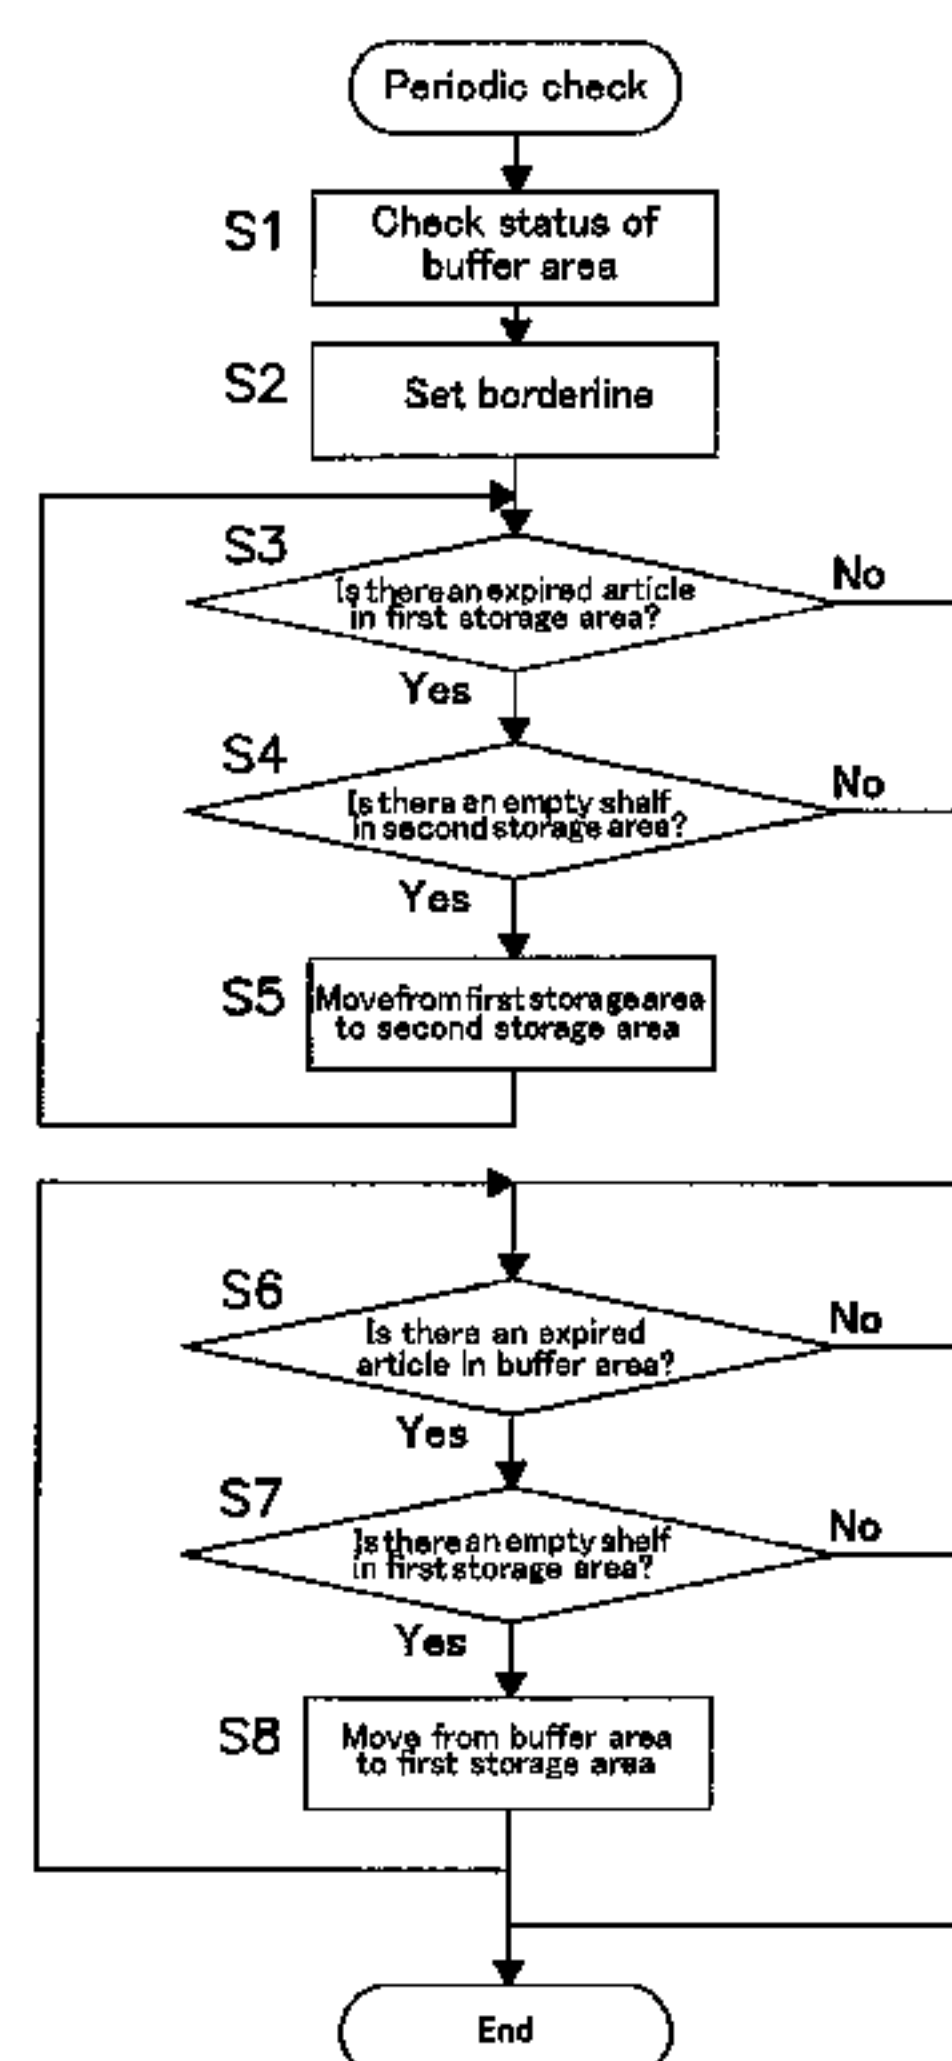 Periodic check
S1
Check status of
buffer area
S2
Set borderline
S3
Is there an expired article
in first storage area?
No
Yes
S4
Is there an empty shelf
in second storage area?
No
Yes
S5
Move from first storage area
to second storage area
S6
Is there an expired
article in buffer area?
No
Yes
S7
Is there an empty shelf
in first storage area?
No
Yes
S8
Move from buffer area
to first storage area
End